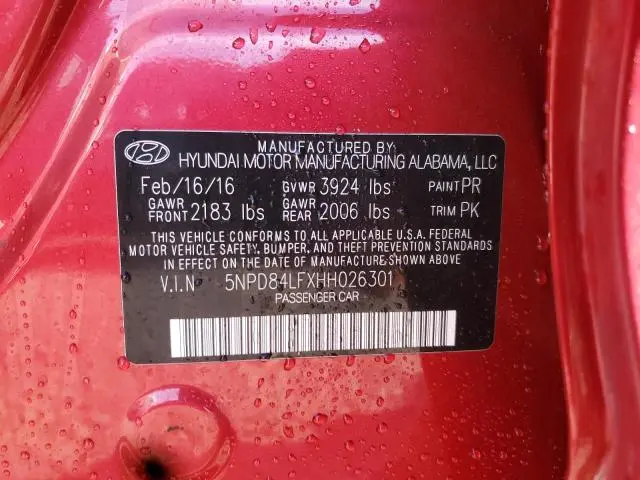 MANUFACTURED BY
HYUNDAI MOTOR MANUFACTURING ALABAMA, LLC
Feb/16/16 GVWR 3924 lbs PAINT PR
GAWR FRONT 2183 lbs GAWR REAR 2006 lbs TRIM PK
THIS VEHICLE CONFORMS TO ALL APPLICABLE U.S.A. FEDERAL
MOTOR VEHICLE SAFETY, BUMPER, AND THEFT PREVENTION STANDARDS
IN EFFECT ON THE DATE OF MANUFACTURE SHOWN ABOVE
V.I.N 5NPD84LFXHH026301
PASSENGER CAR